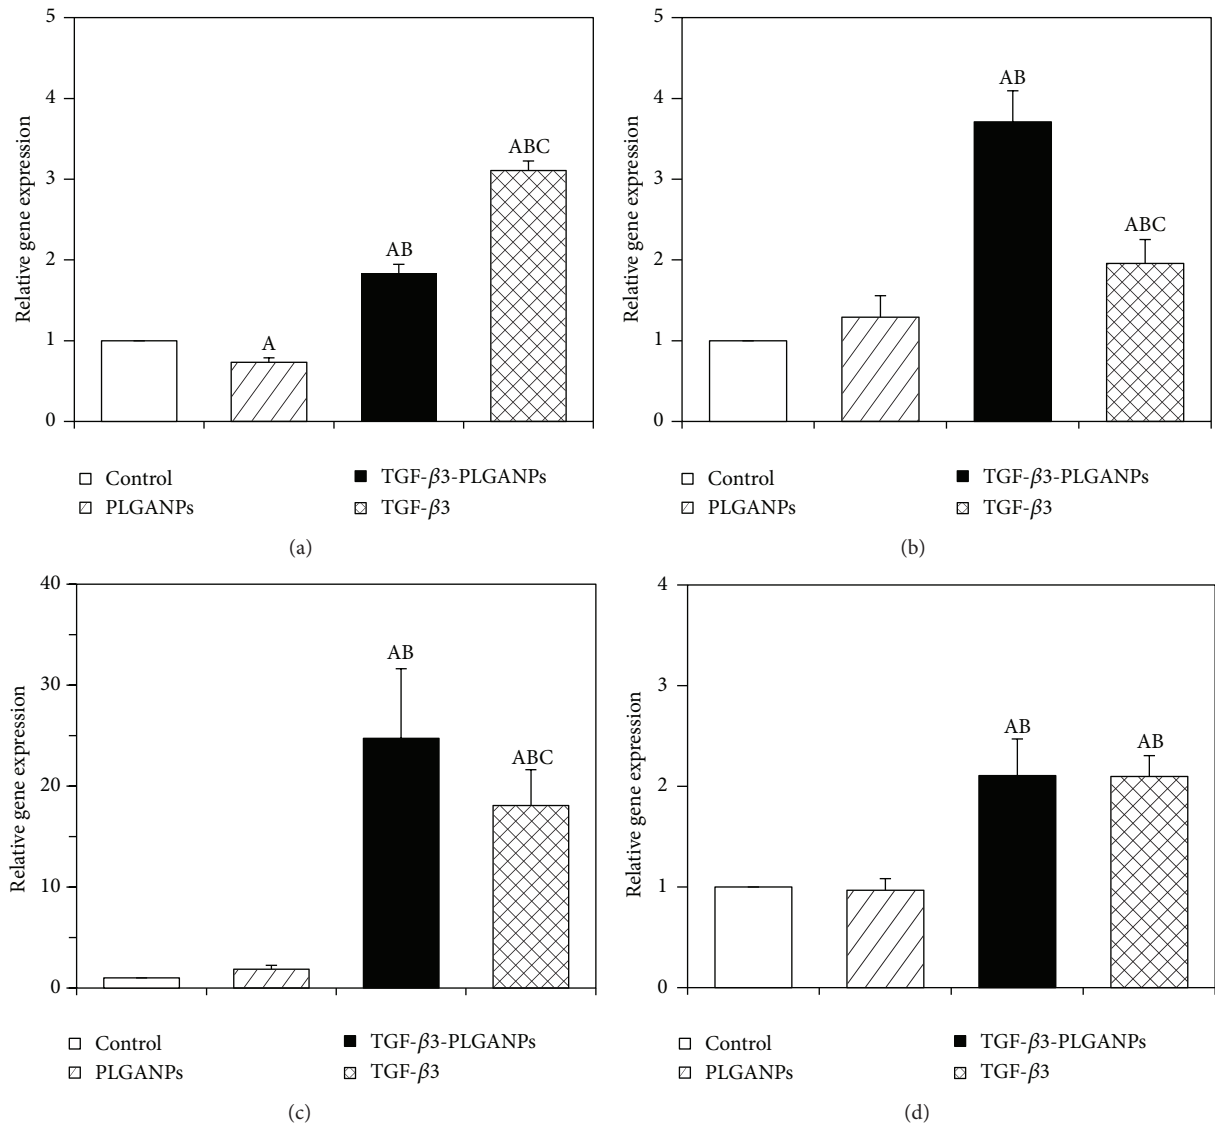 5
4
3
2
1
0
Relative gene expression
A
AB
ABC
Control
PLGANPs
TGF-β3-PLGANPs
TGF-β3
(a)
5
4
3
2
1
0
Relative gene expression
AB
ABC
Control
PLGANPs
TGF-β3-PLGANPs
TGF-β3
(b)
40
30
20
10
0
Relative gene expression
AB
ABC
Control
PLGANPs
TGF-β3-PLGANPs
TGF-β3
(c)
4
3
2
1
0
Relative gene expression
AB
AB
Control
PLGANPs
TGF-β3-PLGANPs
TGF-β3
(d)